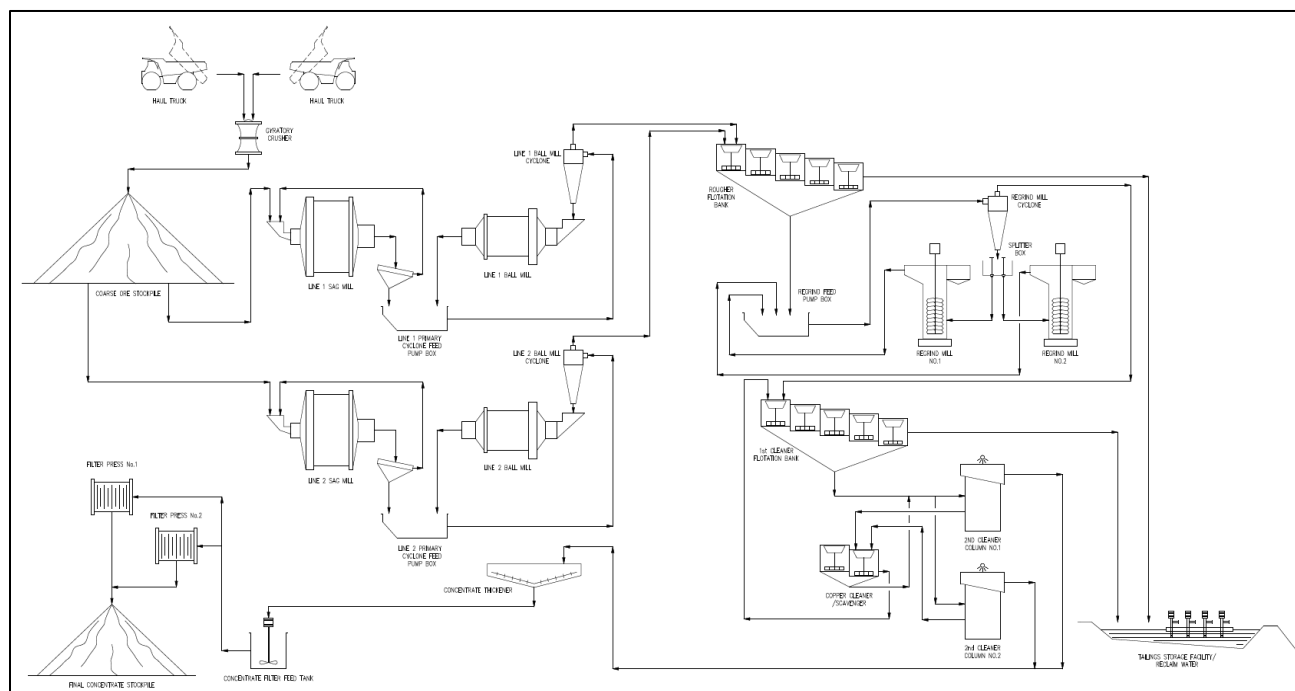 HAUL TRUCK
HAUL TRUCK
GYRATORY
CRUSHER
COARSE ORE STOCKPILE
LINE 1 SAG MILL
LINE 1 PRIMARY
CYCLONE FEED
PUMP BOX
LINE 1 BALL MILL
CYCLONE
LINE 1 BALL MILL
ROUGHER
FLOTATION
BANK
REGRIND MILL
CYCLONE
SPLITTER
BOX
REGRIND FEED
PUMP BOX
REGRIND MILL
NO.1
REGRIND MILL
NO.2
LINE 2 BALL MILL
CYCLONE
LINE 2 BALL MILL
LINE 2 SAG MILL
LINE 2 PRIMARY
CYCLONE FEED
PUMP BOX
1st CLEANER
FLOTATION BANK
2ND CLEANER
COLUMN NO.1
COPPER CLEANER
/SCAVENGER
2nd CLEANER
COLUMN NO.2
FILTER PRESS No.1
FILTER PRESS No.2
CONCENTRATE THICKENER
CONCENTRATE FILTER FEED TANK
FINAL CONCENTRATE STOCKPILE
TAILINGS STORAGE FACILITY/
RECLAIM WATER